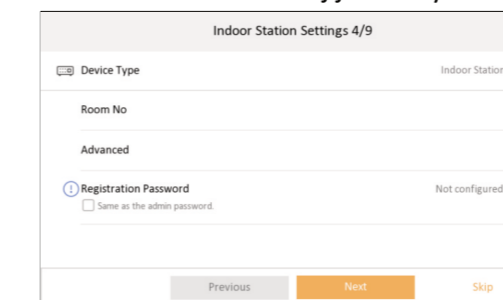 Indoor Station Settings 4/9
Device Type Indoor Station
Room No
Advanced
Registration Password Not configured
Same as the admin password.
Previous Next Skip